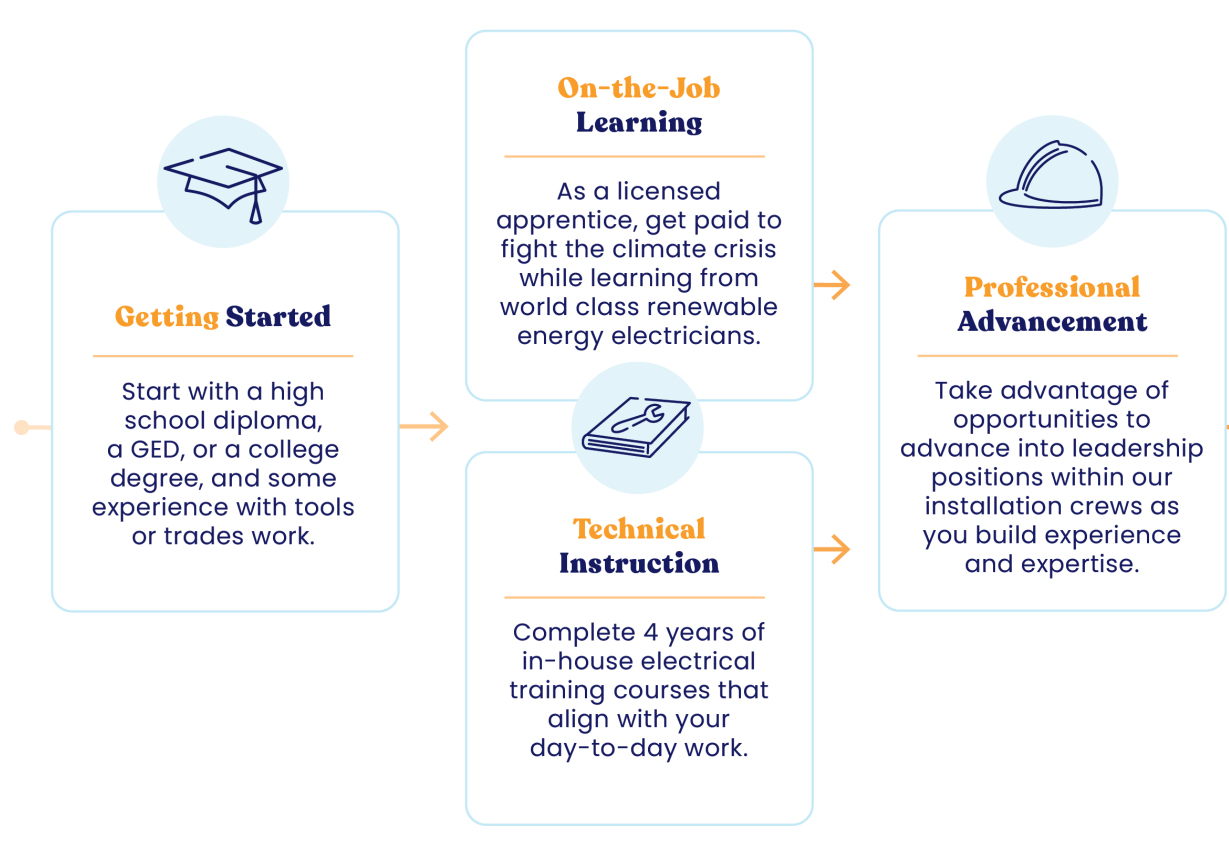 Getting Started
Start with a high
school diploma,
a GED, or a college
degree, and some
experience with tools
or trades work.
On-the-Job
Learning
As a licensed
apprentice, get paid to
fight the climate crisis
while learning from
world class renewable
energy electricians.
Technical
Instruction
Complete 4 years of
in-house electrical
training courses that
align with your
day-to-day work.
Professional
Advancement
Take advantage of
opportunities to
advance into leadership
positions within our
installation crews as
you build experience
and expertise.